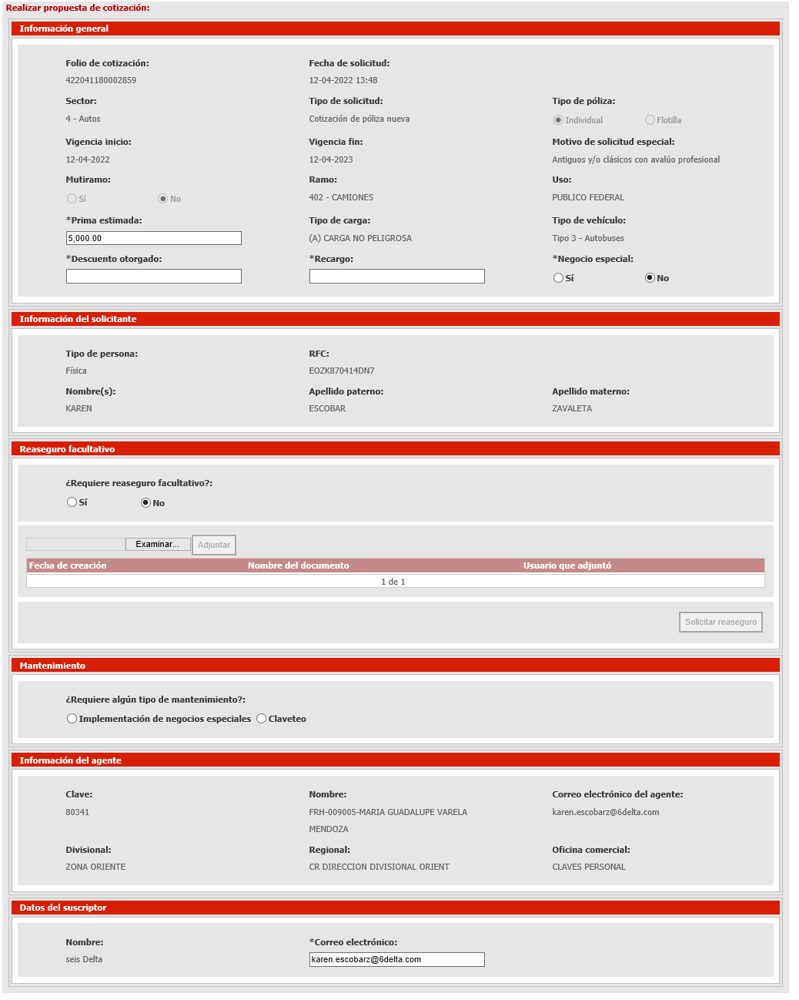 Realizar propuesta de cotización:
Información general
Folio de cotización: Fecha de solicitud:
422041180002859 12-04-2022 13:48
Sector: Tipo de solicitud: Tipo de póliza:
4 - Autos Cotización de póliza nueva Individual Flotilla
Vigencia inicio: Vigencia fin: Motivo de solicitud especial:
12-04-2022 12-04-2023 Antiguos y/o clásicos con avalúo profesional
Mutiramo: Ramo: Uso:
Sí No 402 - CAMIONES PUBLICO FEDERAL
*Prima estimada: Tipo de carga: Tipo de vehículo:
5,000.00 (A) CARGA NO PELIGROSA Tipo 3 - Autobuses
*Descuento otorgado: *Recargo: *Negocio especial:
Sí No
Información del solicitante
Tipo de persona: RFC:
Física EOZK870414DN7
Nombre(s): Apellido paterno: Apellido materno:
KAREN ESCOBAR ZAVALETA
Reaseguro facultativo
¿Requiere reaseguro facultativo?:
Sí No
Examinar... Adjuntar
Fecha de creación Nombre del documento Usuario que adjuntó
1 de 1
Solicitar reaseguro
Mantenimiento
¿Requiere algún tipo de mantenimiento?:
Implementación de negocios especiales Claveteo
Información del agente
Clave: Nombre: Correo electrónico del agente:
80341 FRH-009005-MARIA GUADALUPE VARELA karen.escobarz@6delta.com
MENDOZA
Divisional: Regional: Oficina comercial:
ZONA ORIENTE CR DIRECCION DIVISIONAL ORIENT CLAVES PERSONAL
Datos del suscriptor
Nombre: *Correo electrónico:
seis Delta karen.escobarz@6delta.com